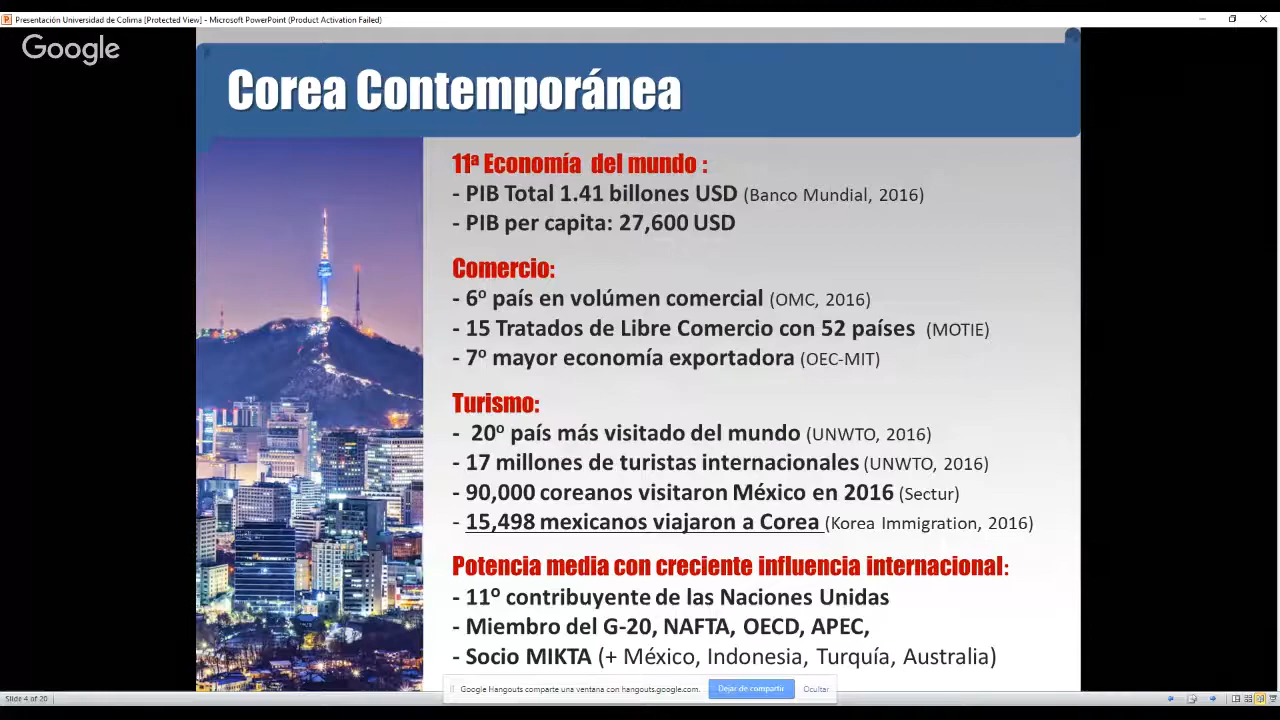 Presentación Universidad de Colima [Protected View] - Microsoft PowerPoint (Product Activation Failed)
Google
Corea Contemporánea
11ª Economía del mundo :
- PIB Total 1.41 billones USD (Banco Mundial, 2016)
- PIB per capita: 27,600 USD
Comercio:
- 6º país en volúmen comercial (OMC, 2016)
- 15 Tratados de Libre Comercio con 52 países (MOTIE)
- 7º mayor economía exportadora (OEC-MIT)
Turismo:
- 20º país más visitado del mundo (UNWTO, 2016)
- 17 millones de turistas internacionales (UNWTO, 2016)
- 90,000 coreanos visitaron México en 2016 (Sectur)
- 15,498 mexicanos viajaron a Corea (Korea Immigration, 2016)
Potencia media con creciente influencia internacional:
- 11º contribuyente de las Naciones Unidas
- Miembro del G-20, NAFTA, OECD, APEC,
- Socio MIKTA (+ México, Indonesia, Turquía, Australia)
Google Hangouts comparte una ventana con hangouts.google.com.
Dejar de compartir
Ocultar
Slide 4 of 20